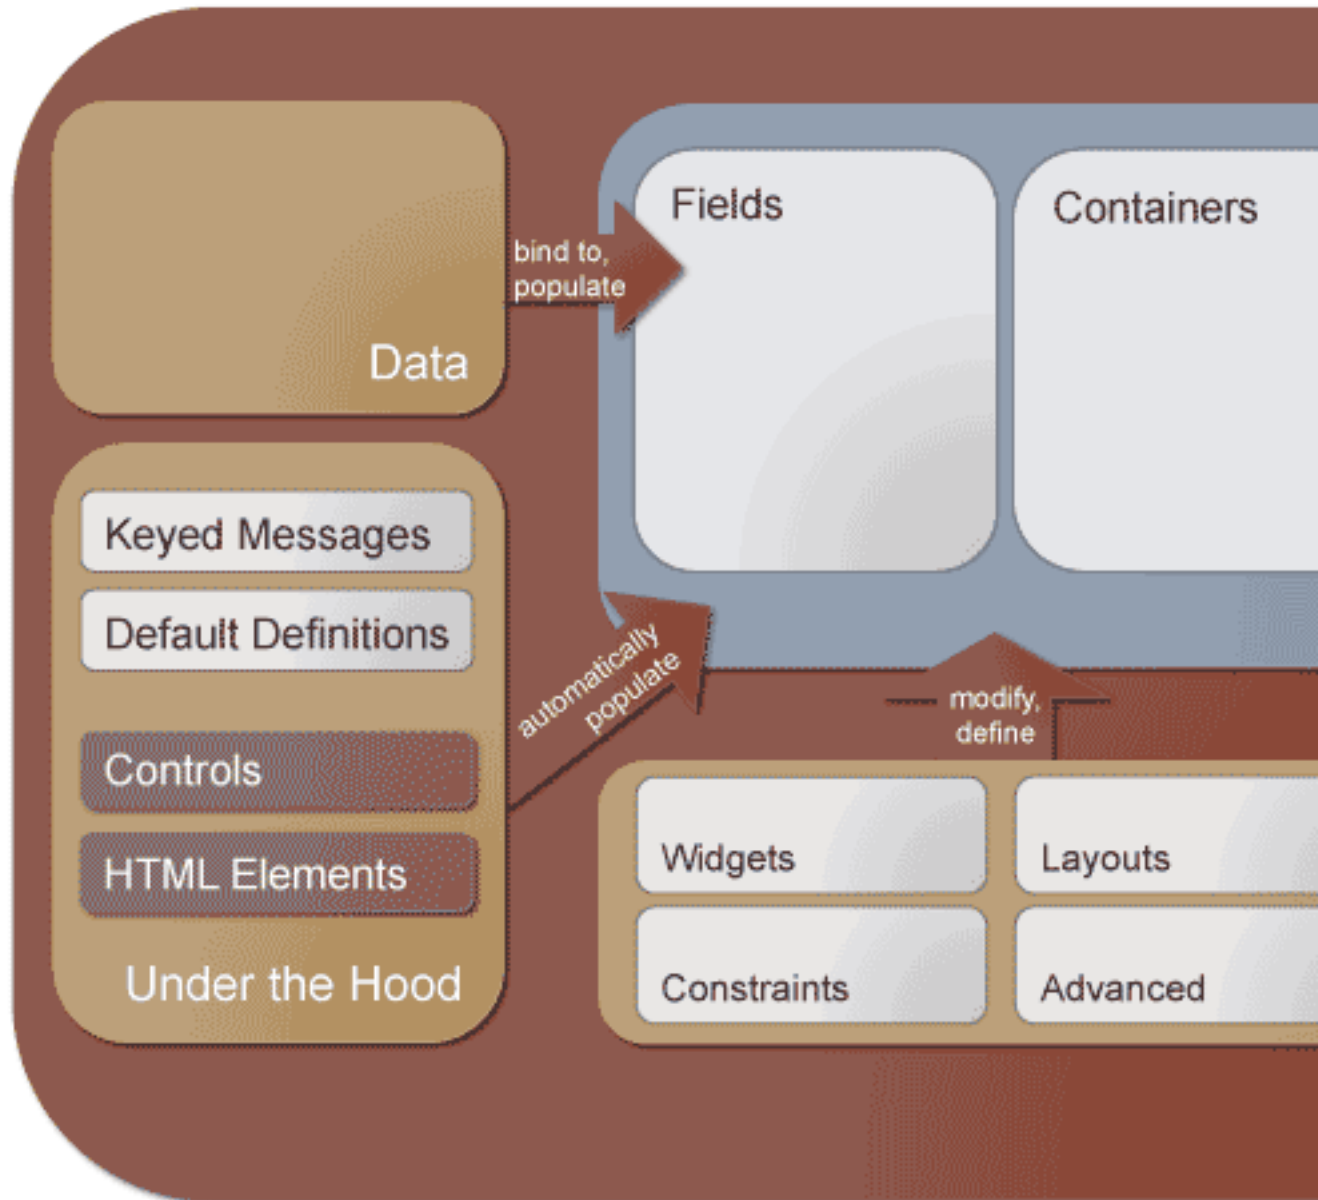 Data
bind to,
populate
Fields
Containers
Keyed Messages
Default Definitions
Controls
HTML Elements
Under the Hood
automatically
populate
modify,
define
Widgets
Layouts
Constraints
Advanced